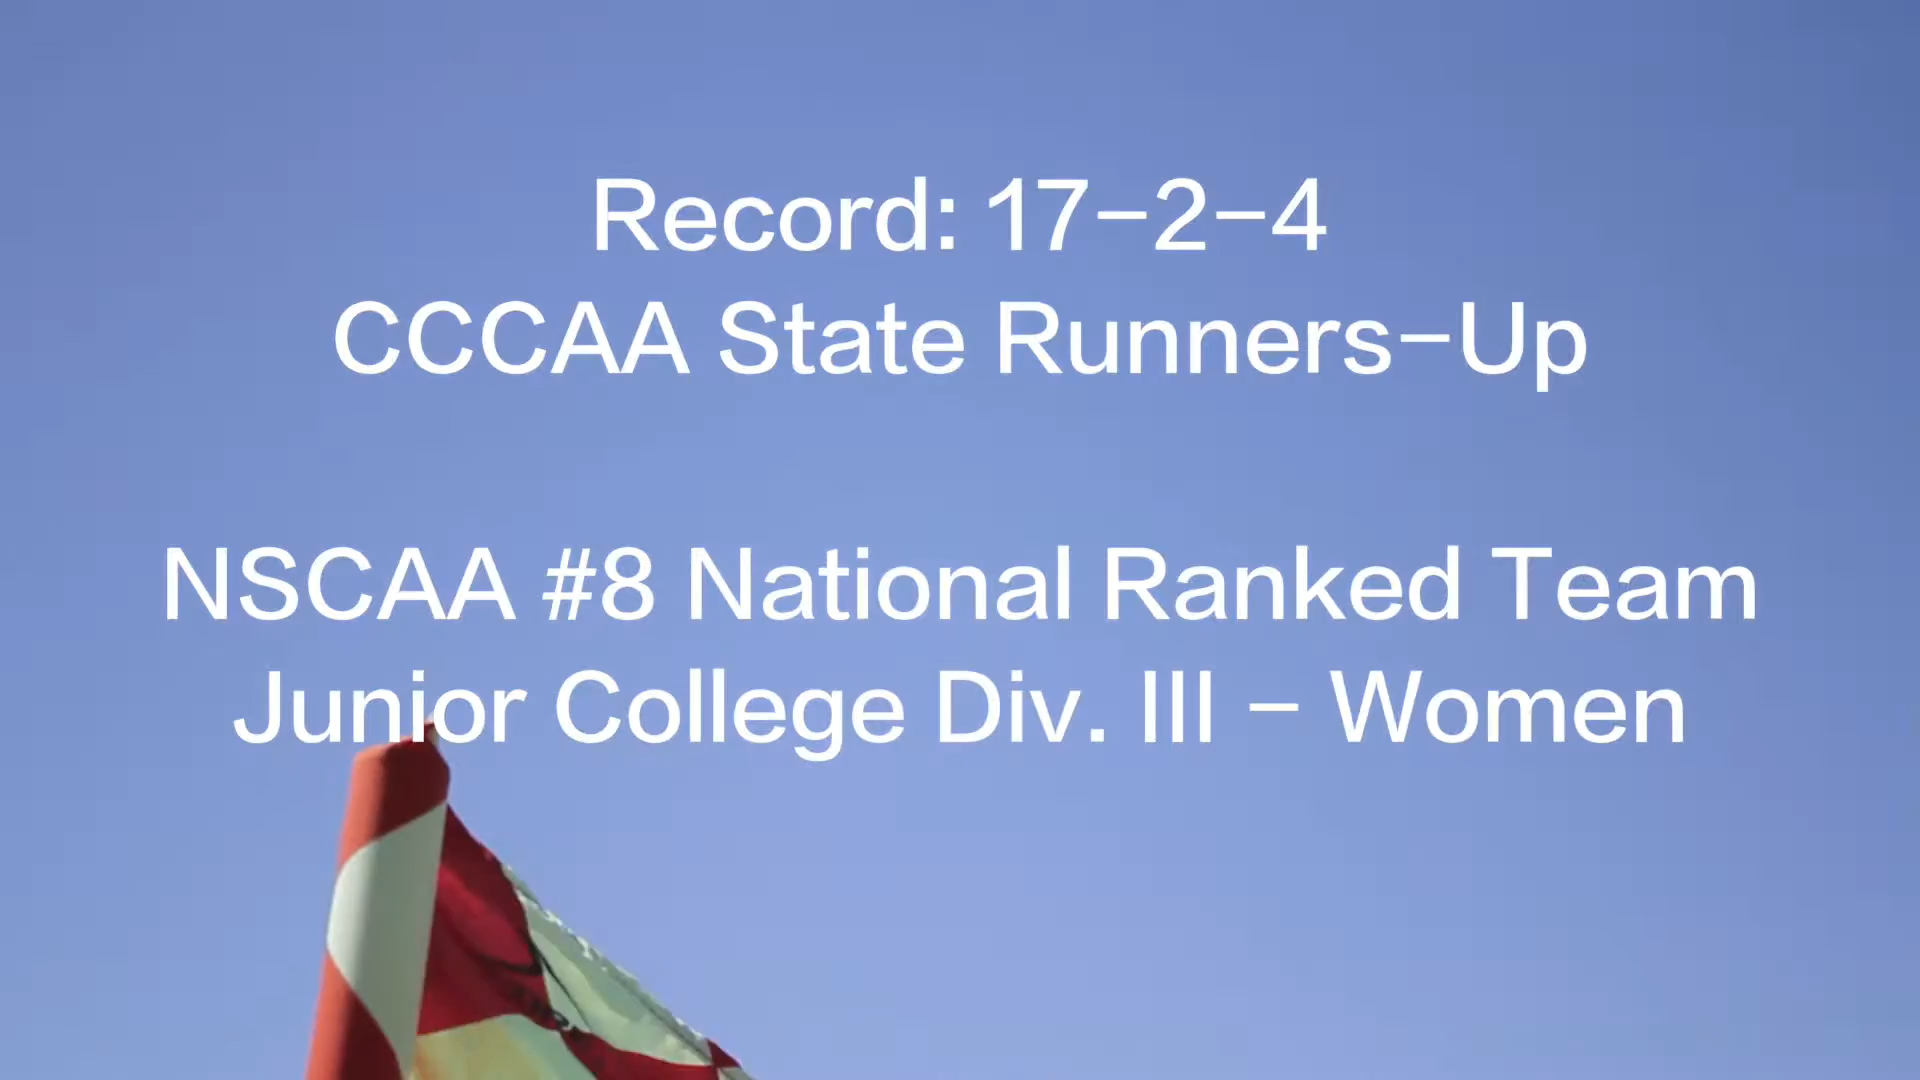 Record: 17-2-4
CCCAA State Runners-Up
NSCAA #8 National Ranked Team
Junior College Div. III - Women